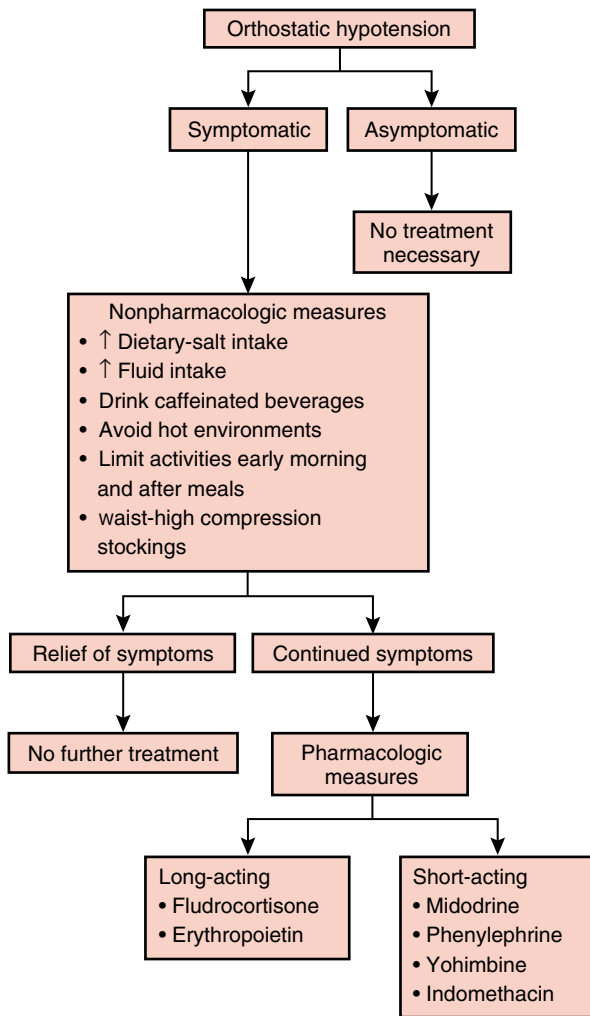 Orthostatic hypotension
Symptomatic
Asymptomatic
No treatment
necessary
Nonpharmacologic measures
• ↑ Dietary-salt intake
• ↑ Fluid intake
• Drink caffeinated beverages
• Avoid hot environments
• Limit activities early morning
and after meals
• waist-high compression
stockings
Relief of symptoms
Continued symptoms
No further treatment
Pharmacologic
measures
Long-acting
• Fludrocortisone
• Erythropoietin
Short-acting
• Midodrine
• Phenylephrine
• Yohimbine
• Indomethacin